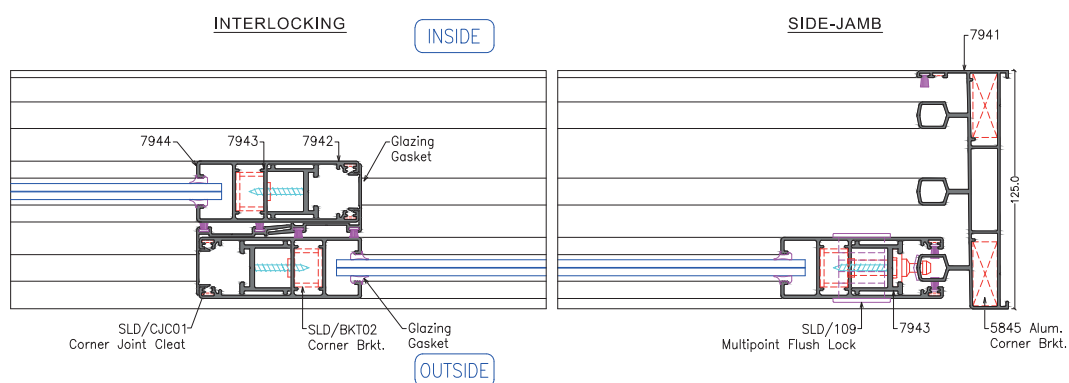 INTERLOCKING
INSIDE
SIDE-JAMB
7941
7944
7943
7942
Glazing
Gasket
125.0
SLD/CJC01
Corner Joint Cleat
SLD/BKT02
Corner Brkt.
Glazing
Gasket
OUTSIDE
SLD/109
Multipoint Flush Lock
7943
5845 Alum.
Corner Brkt.